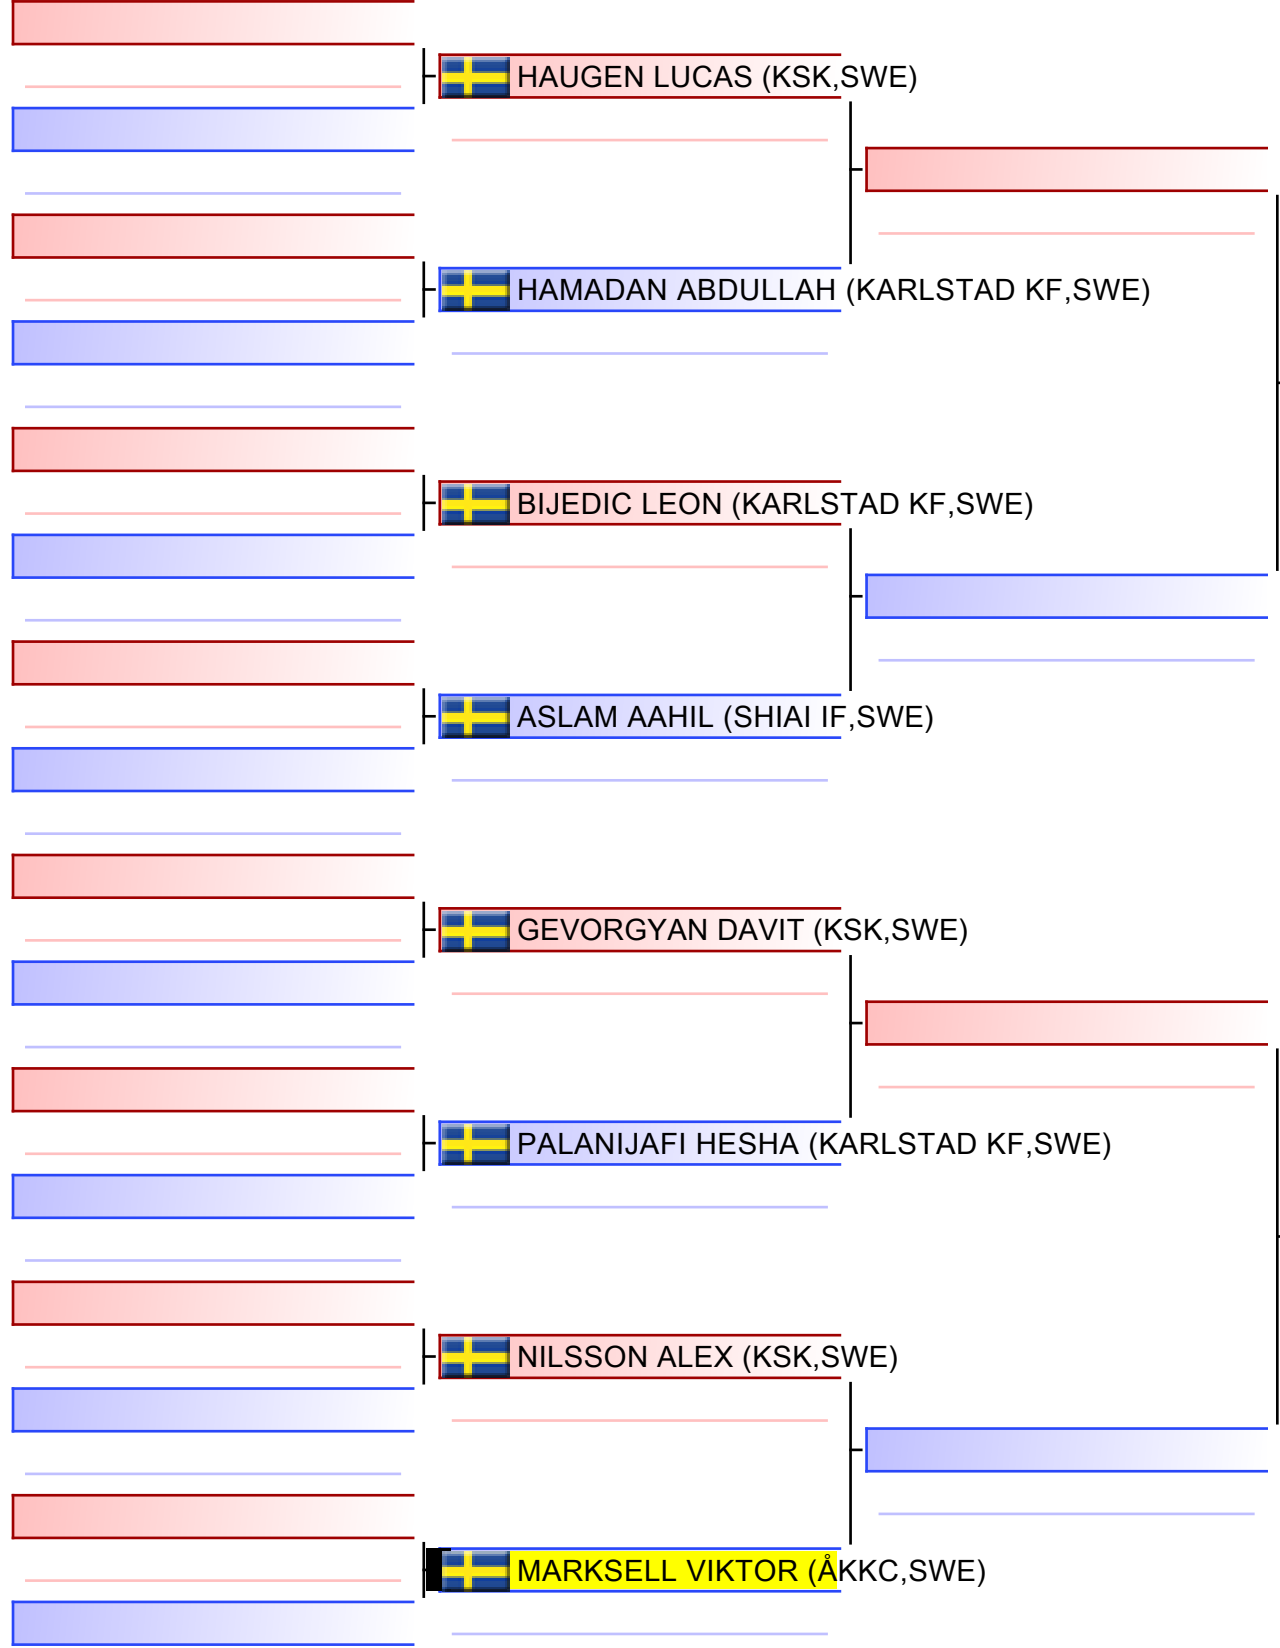 HAUGEN LUCAS (KSK,SWE)
HAMADAN ABDULLAH (KARLSTAD KF,SWE)
BIJEDIC LEON (KARLSTAD KF,SWE)
ASLAM AAHIL (SHIAI IF,SWE)
GEVORGYAN DAVIT (KSK,SWE)
PALANIJAFI HESHA (KARLSTAD KF,SWE)
NILSSON ALEX (KSK,SWE)
MARKSELL VIKTOR (ÅKKC,SWE)